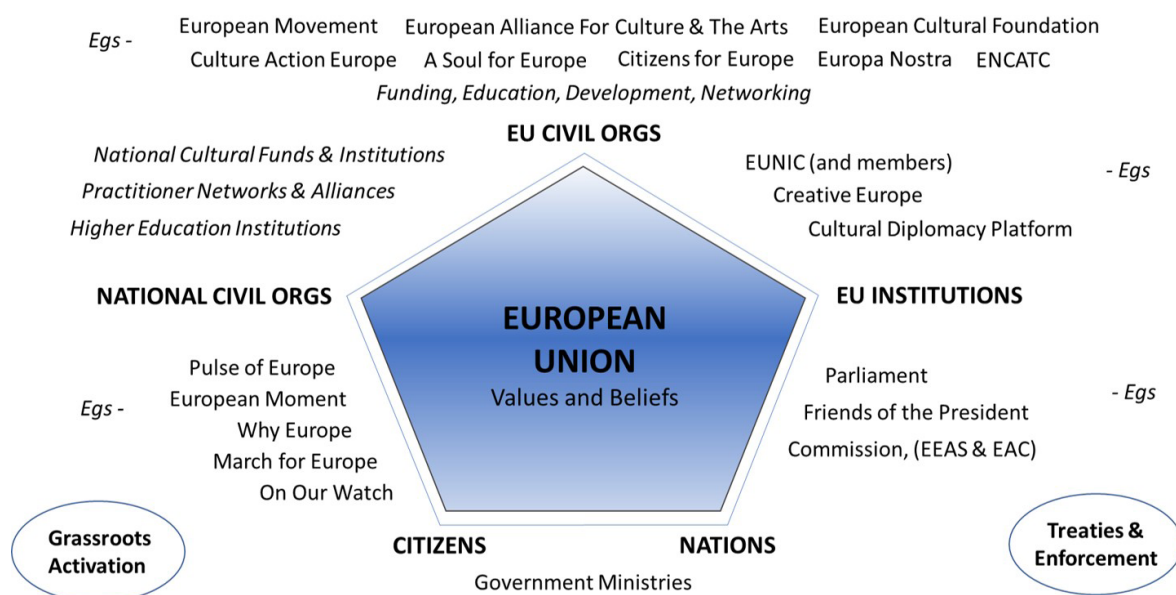 Egs -
European Movement
European Alliance For Culture & The Arts
European Cultural Foundation
Culture Action Europe
A Soul for Europe
Citizens for Europe
Europa Nostra
ENCATC
Funding, Education, Development, Networking
EU CIVIL ORGS
National Cultural Funds & Institutions
Practitioner Networks & Alliances
Higher Education Institutions
EUNIC (and members)
- Egs
Creative Europe
Cultural Diplomacy Platform
NATIONAL CIVIL ORGS
EU INSTITUTIONS
EUROPEAN
UNION
Values and Beliefs
Egs -
Pulse of Europe
European Moment
Why Europe
March for Europe
On Our Watch
Parliament
- Egs
Friends of the President
Commission, (EEAS & EAC)
Grassroots
Activation
CITIZENS
NATIONS
Government Ministries
Treaties &
Enforcement